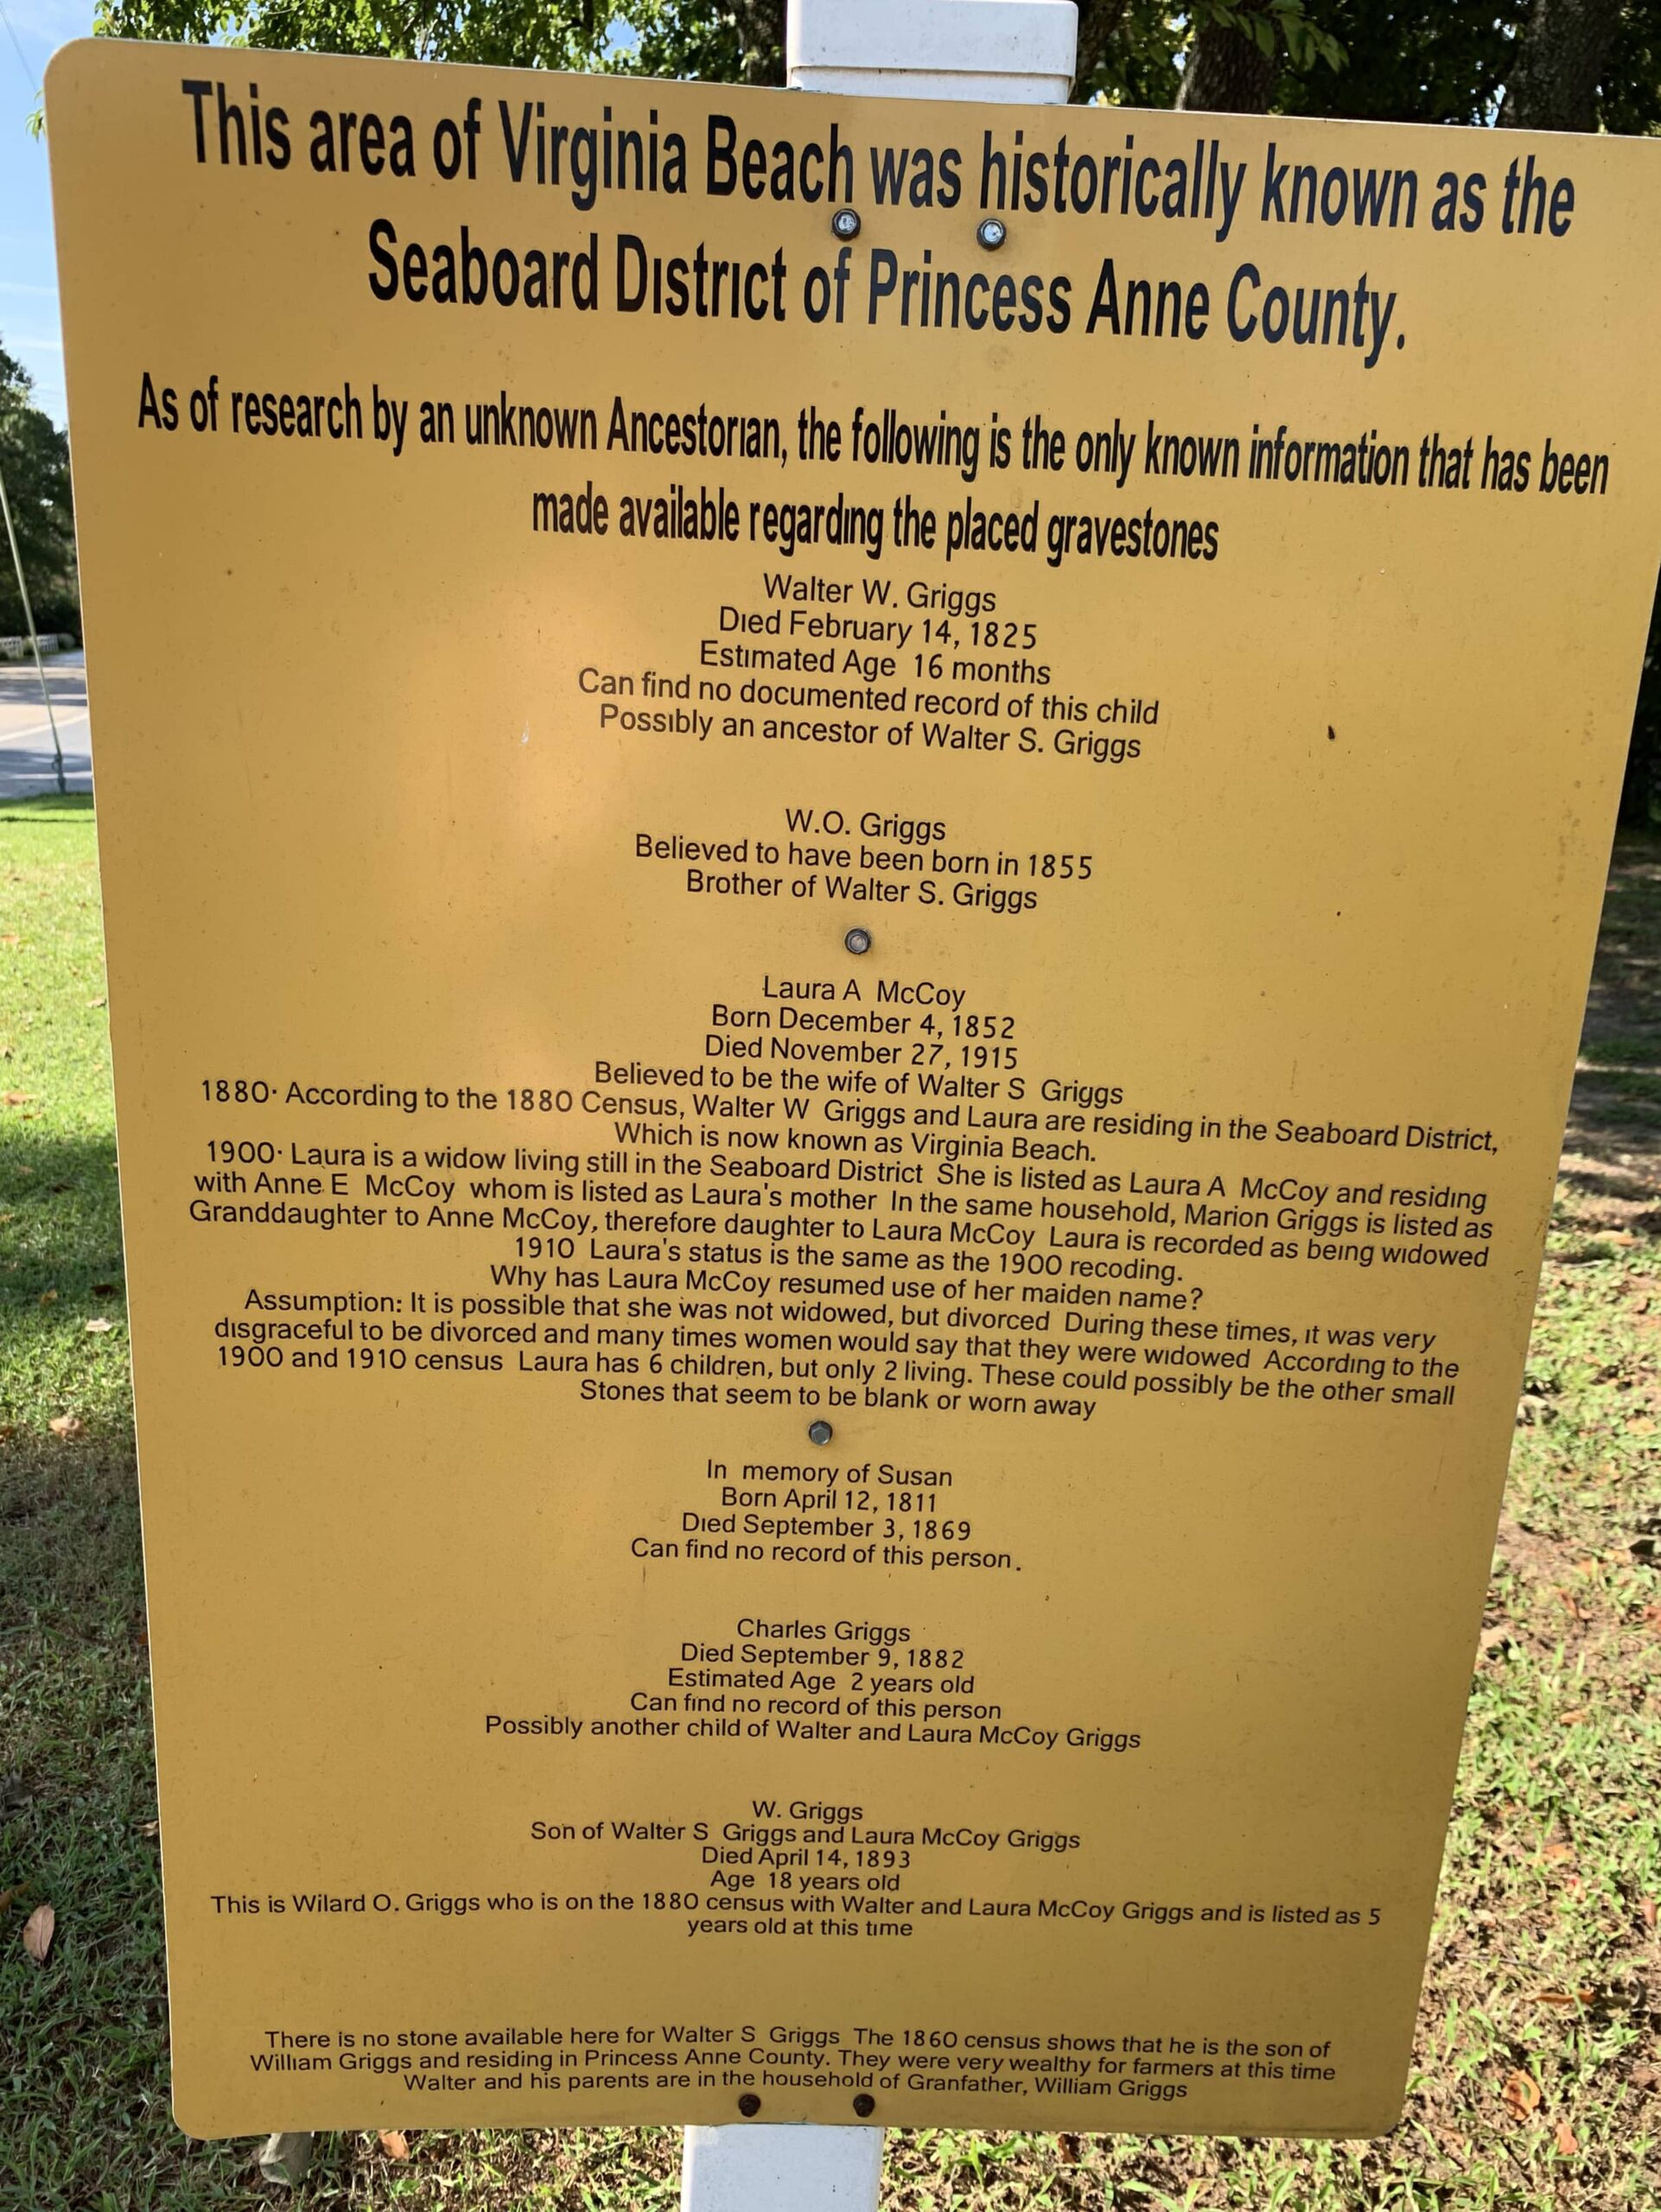 This area of Virginia Beach was historically known as the
Seaboard District of Princess Anne County.
As of research by an unknown Ancestorian, the following is the only known information that has been
made available regarding the placed gravestones
Walter W. Griggs
Died February 14, 1825
Estimated Age 16 months
Can find no documented record of this child
Possibly an ancestor of Walter S. Griggs
W.O. Griggs
Believed to have been born in 1855
Brother of Walter S. Griggs
Laura A McCoy
Born December 4, 1852
Died November 27, 1915
Believed to be the wife of Walter S Griggs
1880· According to the 1880 Census, Walter W Griggs and Laura are residing in the Seaboard District,
Which is now known as Virginia Beach.
1900· Laura is a widow living still in the Seaboard District She is listed as Laura A McCoy and residing
with Anne E McCoy whom is listed as Laura's mother In the same household, Marion Griggs is listed as
Granddaughter to Anne McCoy, therefore daughter to Laura McCoy Laura is recorded as being widowed
1910 Laura's status is the same as the 1900 recoding.
Why has Laura McCoy resumed use of her maiden name?
Assumption: It is possible that she was not widowed, but divorced During these times, it was very
disgraceful to be divorced and many times women would say that they were widowed According to the
1900 and 1910 census Laura has 6 children, but only 2 living. These could possibly be the other small
Stones that seem to be blank or worn away
In memory of Susan
Born April 12, 1811
Died September 3, 1869
Can find no record of this person.
Charles Griggs
Died September 9, 1882
Estimated Age 2 years old
Can find no record of this person
Possibly another child of Walter and Laura McCoy Griggs
W. Griggs
Son of Walter S Griggs and Laura McCoy Griggs
Died April 14, 1893
Age 18 years old
This is Wilard O. Griggs who is on the 1880 census with Walter and Laura McCoy Griggs and is listed as 5
years old at this time
There is no stone available here for Walter S Griggs The 1860 census shows that he is the son of
William Griggs and residing in Princess Anne County. They were very wealthy for farmers at this time
Walter and his parents are in the household of Granfather, William Griggs